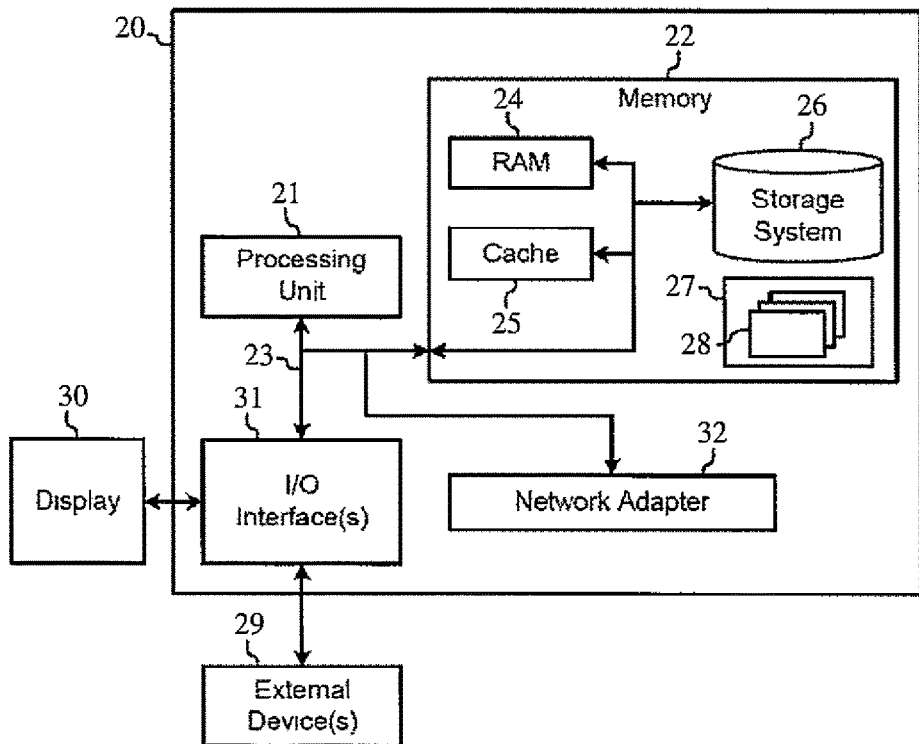 20
22
Memory
24
RAM
26
Storage
System
21
Processing
Unit
Cache
25
27
28
23
31
30
Display
I/O
Interface(s)
32
Network Adapter
29
External
Device(s)